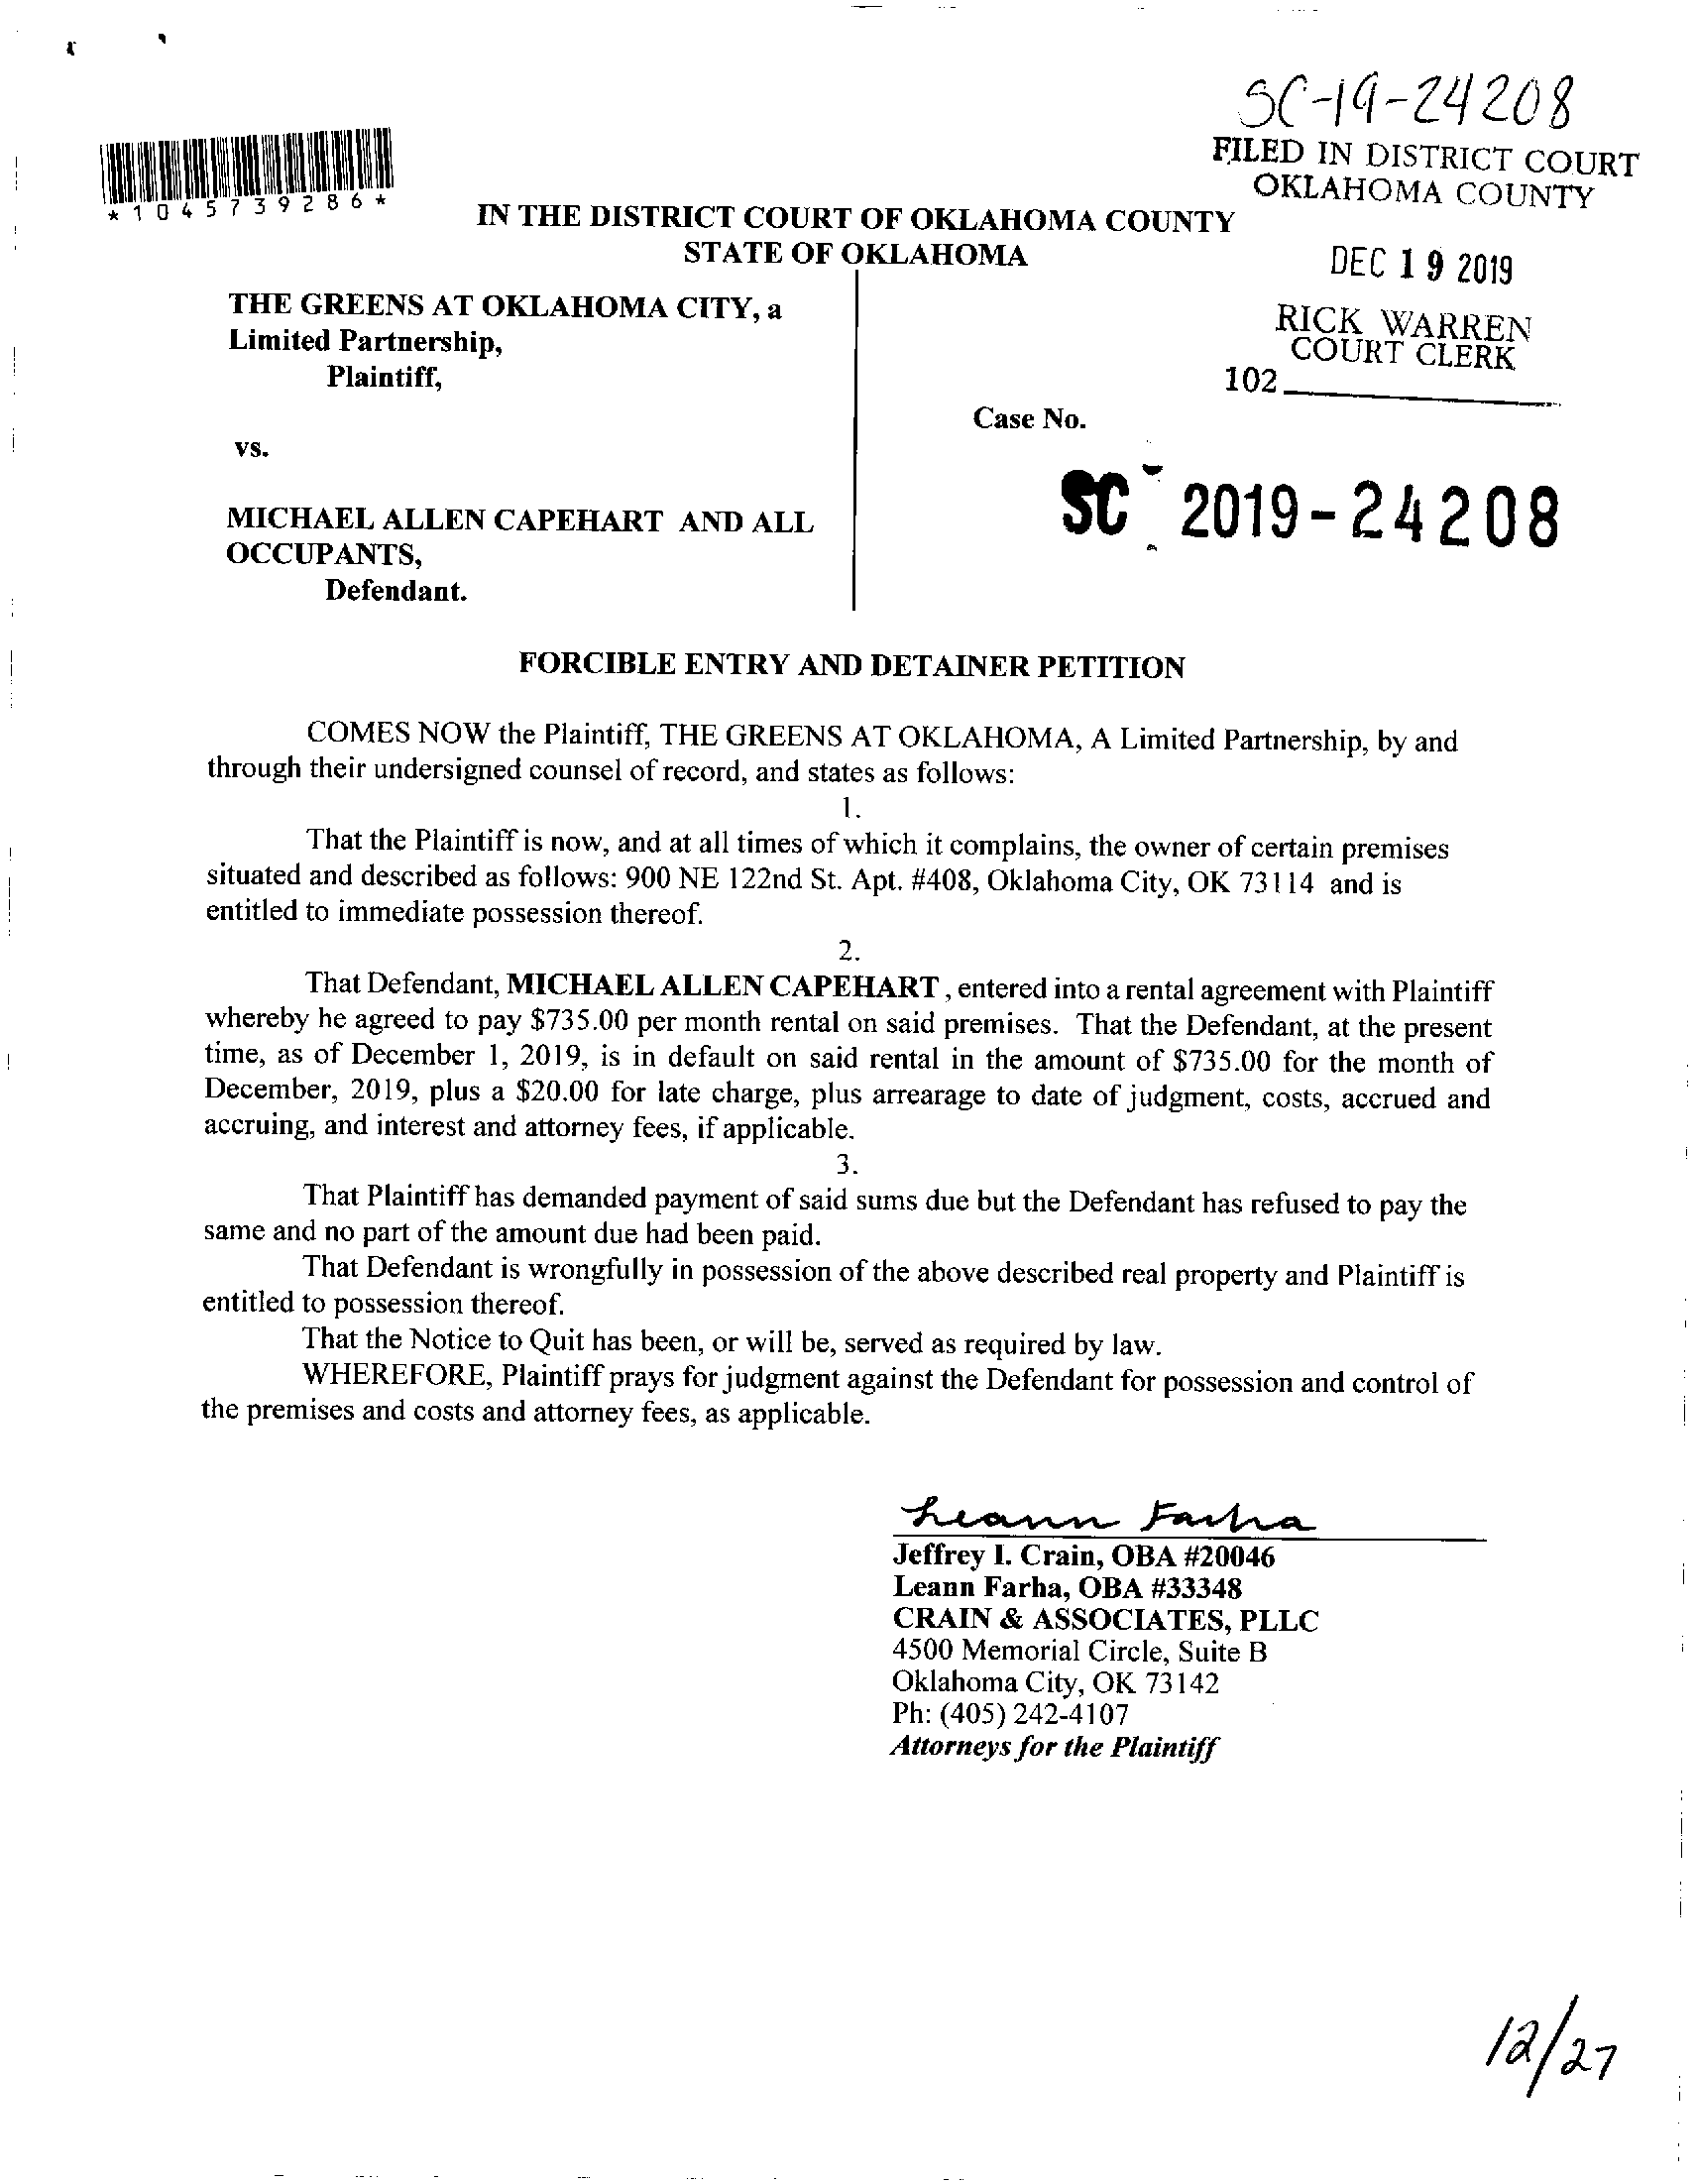 SC-19-24208
FILED IN DISTRICT COURT
OKLAHOMA COUNTY
*1045739286*
IN THE DISTRICT COURT OF OKLAHOMA COUNTY
STATE OF OKLAHOMA
DEC 19 2019
THE GREENS AT OKLAHOMA CITY, a
Limited Partnership,
Plaintiff,
RICK WARREN
COURT CLERK
102
Case No.
vs.
SC - 2019-24208
MICHAEL ALLEN CAPEHART AND ALL
OCCUPANTS,
Defendant.
FORCIBLE ENTRY AND DETAINER PETITION
COMES NOW the Plaintiff, THE GREENS AT OKLAHOMA, A Limited Partnership, by and
through their undersigned counsel of record, and states as follows:
1.
That the Plaintiff is now, and at all times of which it complains, the owner of certain premises
situated and described as follows: 900 NE 122nd St. Apt. #408, Oklahoma City, OK 73114 and is
entitled to immediate possession thereof.
2.
That Defendant, MICHAEL ALLEN CAPEHART , entered into a rental agreement with Plaintiff
whereby he agreed to pay $735.00 per month rental on said premises. That the Defendant, at the present
time, as of December 1, 2019, is in default on said rental in the amount of $735.00 for the month of
December, 2019, plus a $20.00 for late charge, plus arrearage to date of judgment, costs, accrued and
accruing, and interest and attorney fees, if applicable.
3.
That Plaintiff has demanded payment of said sums due but the Defendant has refused to pay the
same and no part of the amount due had been paid.
That Defendant is wrongfully in possession of the above described real property and Plaintiff is
entitled to possession thereof.
That the Notice to Quit has been, or will be, served as required by law.
WHEREFORE, Plaintiff prays for judgment against the Defendant for possession and control of
the premises and costs and attorney fees, as applicable.
Leann Farha
Jeffrey I. Crain, OBA #20046
Leann Farha, OBA #33348
CRAIN & ASSOCIATES, PLLC
4500 Memorial Circle, Suite B
Oklahoma City, OK 73142
Ph: (405) 242-4107
Attorneys for the Plaintiff
12/27